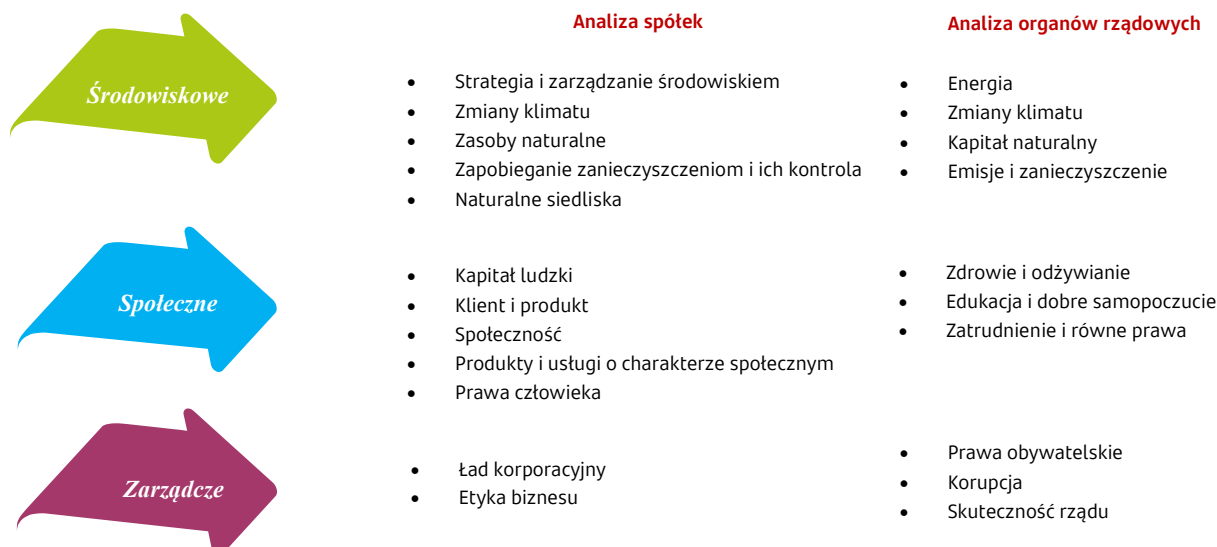 Analiza spółek
Analiza organów rządowych
Środowiskowe
• Strategia i zarządzanie środowiskiem
• Zmiany klimatu
• Zasoby naturalne
• Zapobieganie zanieczyszczeniom i ich kontrola
• Naturalne siedliska
• Energia
• Zmiany klimatu
• Kapitał naturalny
• Emisje i zanieczyszczenie
Społeczne
• Kapitał ludzki
• Klient i produkt
• Społeczność
• Produkty i usługi o charakterze społecznym
• Prawa człowieka
• Zdrowie i odżywianie
• Edukacja i dobre samopoczucie
• Zatrudnienie i równe prawa
Zarządcze
• Ład korporacyjny
• Etyka biznesu
• Prawa obywatelskie
• Korupcja
• Skuteczność rządu